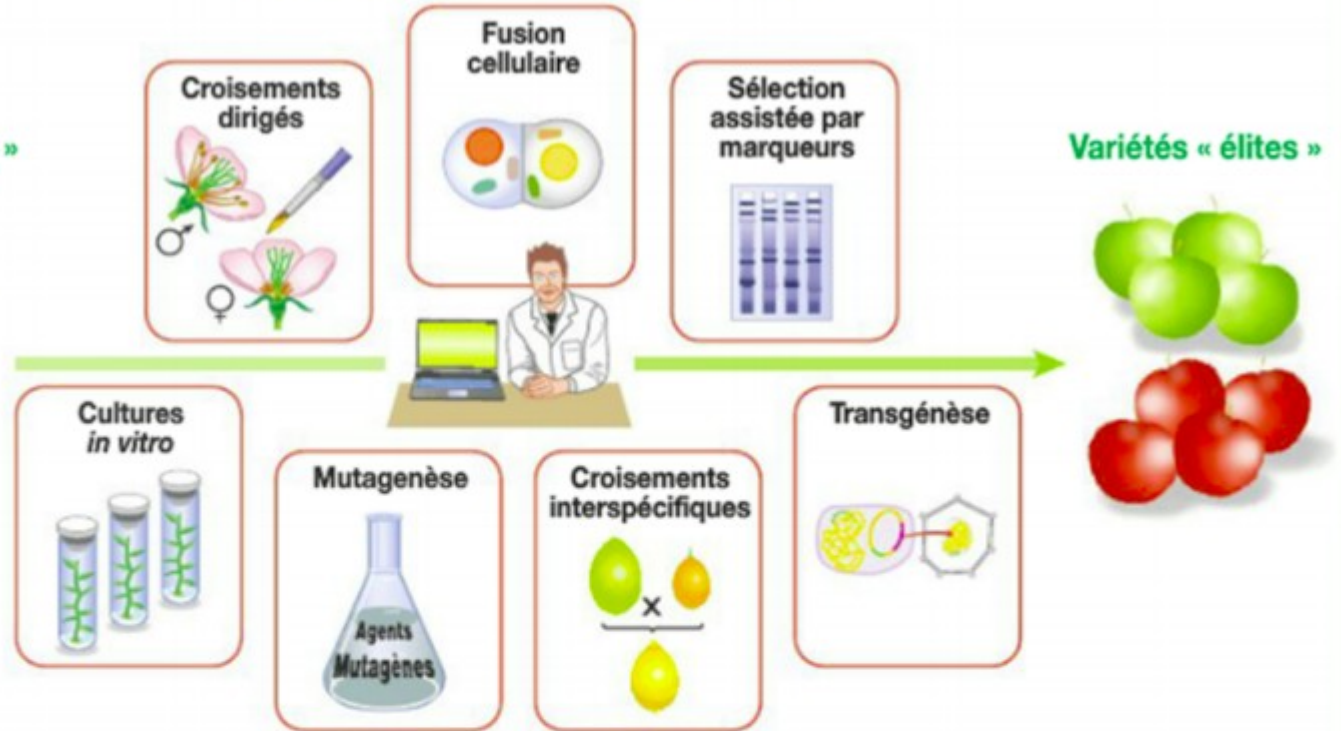 »
Croisements
dirigés
Fusion
cellulaire
Sélection
assistée par
marqueurs
Variétés « élites »
Cultures
in vitro
Mutagenèse
Agents
Mutagènes
Croisements
interspécifiques
X
Transgénèse